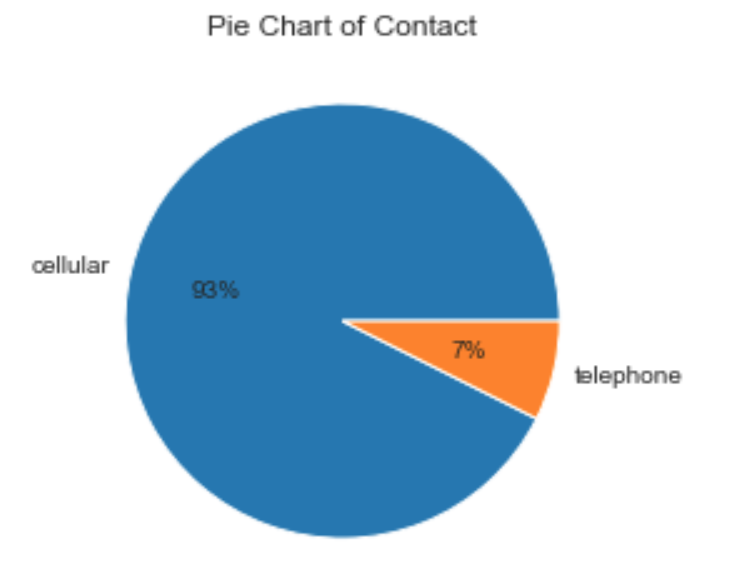 Pie Chart of Contact
cellular
93%
7%
telephone